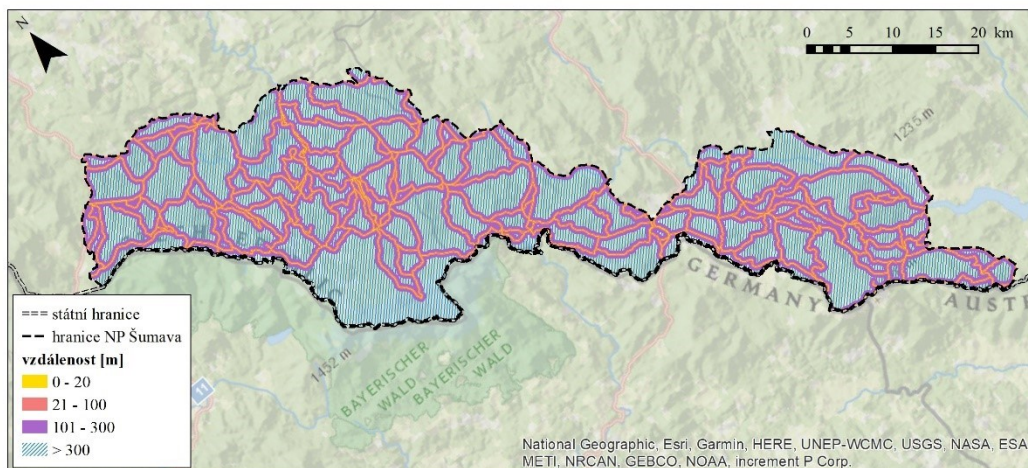 N
0 5 10 15 20 km
1235 m
GERMANY
AUST
1452 m
BAYERISCHER
WALD
BAYERISCHER
WALD
11
státní hranice
hranice NP Šumava
vzdálenost [m]
0 - 20
21 - 100
101 - 300
> 300
National Geographic, Esri, Garmin, HERE, UNEP-WCMC, USGS, NASA, ESA,
METI, NRCAN, GEBCO, NOAA, increment P Corp.